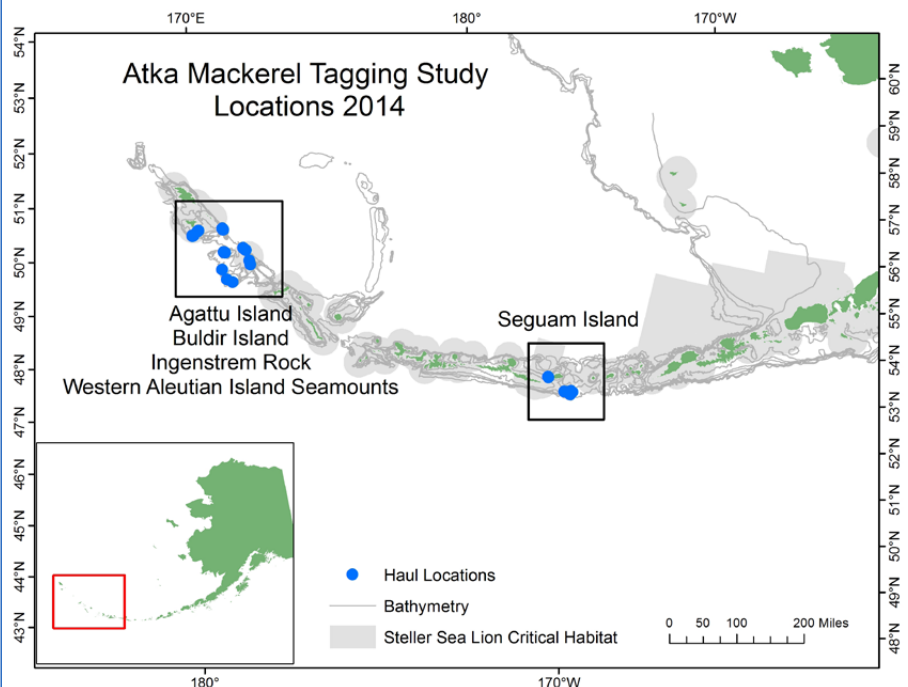 170°E 180° 170°W
Atka Mackerel Tagging Study
Locations 2014
54°N
53°N
52°N
51°N
50°N
49°N
48°N
47°N
46°N
45°N
44°N
43°N
60°N
59°N
58°N
57°N
56°N
55°N
54°N
53°N
52°N
51°N
50°N
49°N
48°N
Agattu Island
Buldir Island
Ingenstrem Rock
Western Aleutian Island Seamounts
Seguam Island
Haul Locations
Bathymetry
Steller Sea Lion Critical Habitat
0 50 100 200 Miles
180° 170°W